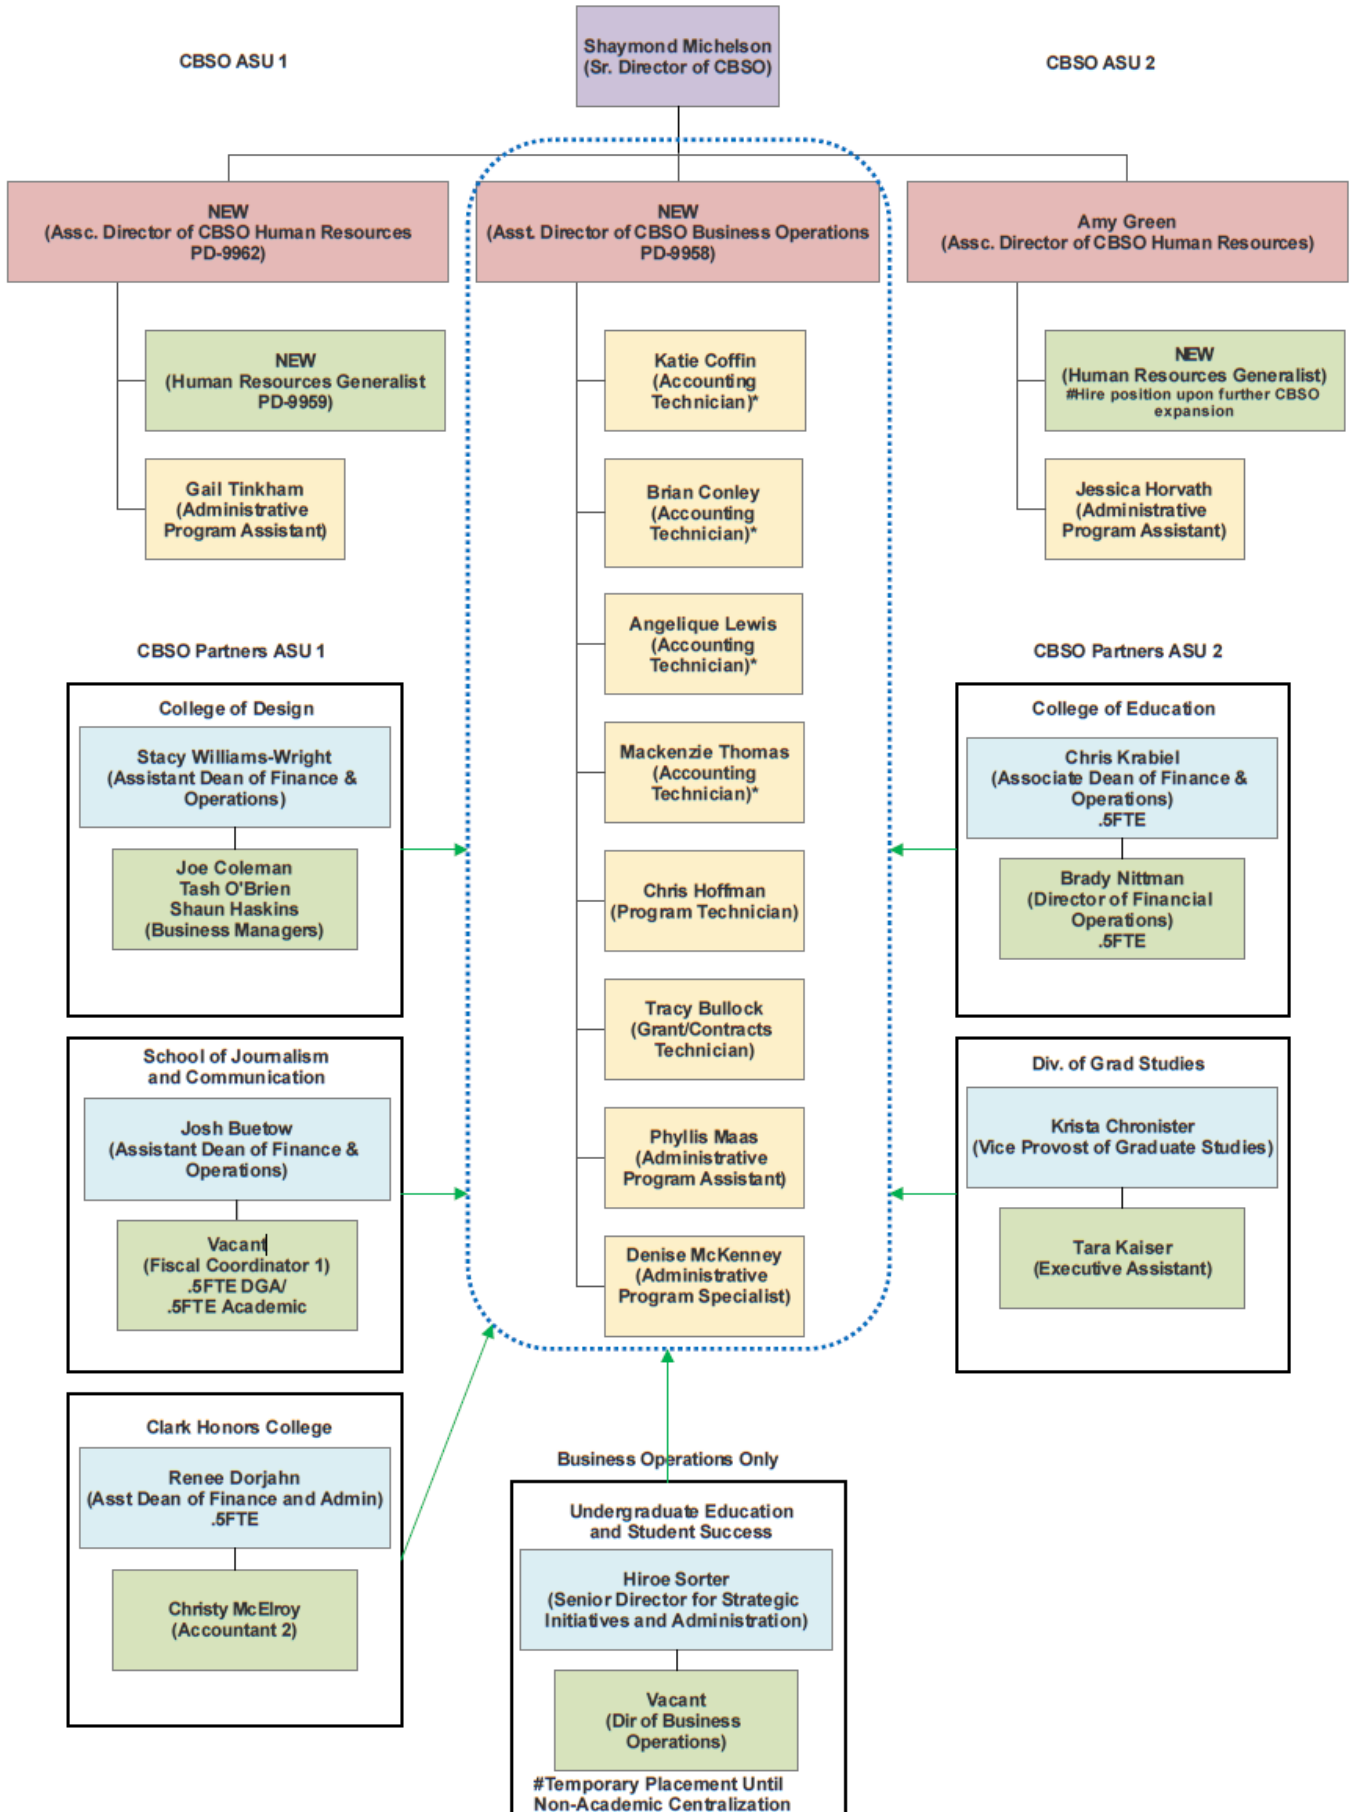 Shaymond Michelson
(Sr. Director of CBSO)
CBSO ASU 1
CBSO ASU 2
NEW
(Assc. Director of CBSO Human Resources
PD-9962)
NEW
(Asst. Director of CBSO Business Operations
PD-9958)
Amy Green
(Assc. Director of CBSO Human Resources)
NEW
(Human Resources Generalist
PD-9959)
Gail Tinkham
(Administrative
Program Assistant)
Katie Coffin
(Accounting
Technician)*
Brian Conley
(Accounting
Technician)*
Angelique Lewis
(Accounting
Technician)*
Mackenzie Thomas
(Accounting
Technician)*
Chris Hoffman
(Program Technician)
Tracy Bullock
(Grant/Contracts
Technician)
Phyllis Maas
(Administrative
Program Assistant)
Denise McKenney
(Administrative
Program Specialist)
NEW
(Human Resources Generalist)
#Hire position upon further CBSO
expansion
Jessica Horvath
(Administrative
Program Assistant)
CBSO Partners ASU 1
College of Design
Stacy Williams-Wright
(Assistant Dean of Finance &
Operations)
Joe Coleman
Tash O'Brien
Shaun Haskins
(Business Managers)
School of Journalism
and Communication
Josh Buetow
(Assistant Dean of Finance &
Operations)
Vacant
(Fiscal Coordinator 1)
.5FTE DGA/
.5FTE Academic
Clark Honors College
Renee Dorjahn
(Asst Dean of Finance and Admin)
.5FTE
Christy McElroy
(Accountant 2)
CBSO Partners ASU 2
College of Education
Chris Krabiel
(Associate Dean of Finance &
Operations)
.5FTE
Brady Nittman
(Director of Financial
Operations)
.5FTE
Div. of Grad Studies
Krista Chronister
(Vice Provost of Graduate Studies)
Tara Kaiser
(Executive Assistant)
Business Operations Only
Undergraduate Education
and Student Success
Hiroe Sorter
(Senior Director for Strategic
Initiatives and Administration)
Vacant
(Dir of Business
Operations)
#Temporary Placement Until
Non-Academic Centralization